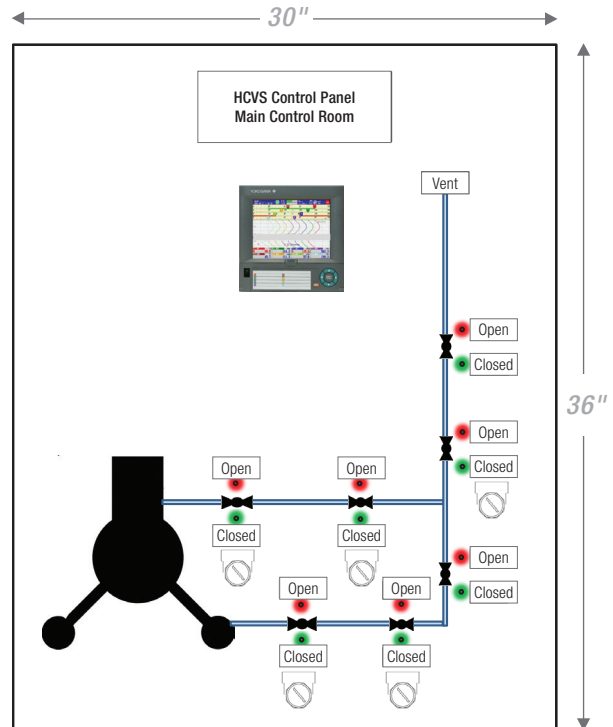 30"
HCVS Control Panel
Main Control Room
YOKOGAWA
Vent
Open
Closed
36"
Open
Closed
Open
Open
Closed
Closed
Open
Closed
Open
Open
Closed
Closed